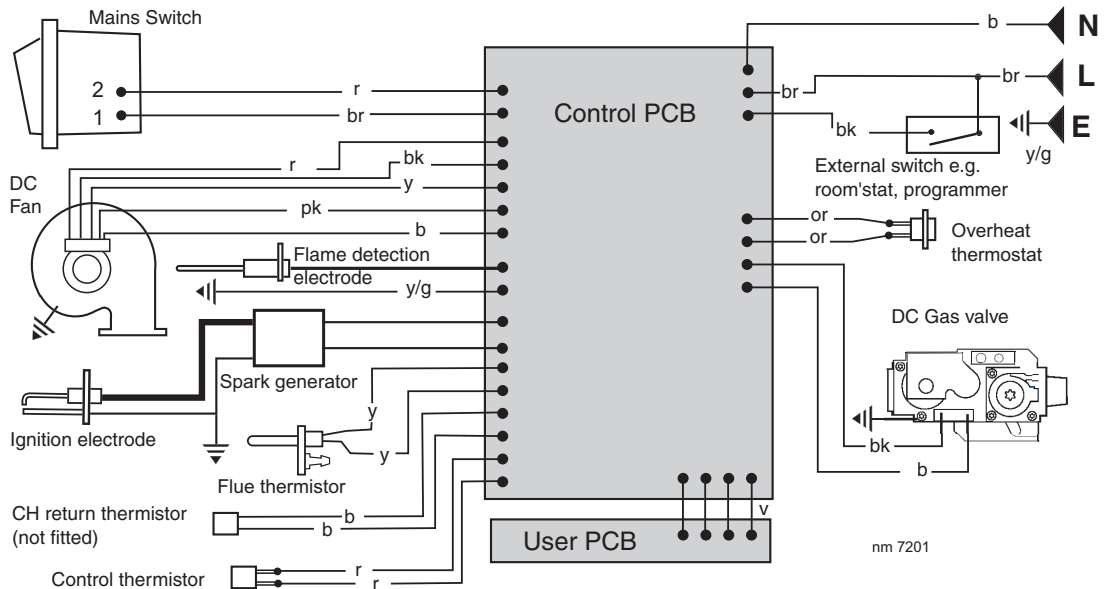 Mains Switch
2
1
r
br
DC
Fan
r
bk
y
pk
b
Flame detection
electrode
y/g
Spark generator
Ignition electrode
y
y
Flue thermistor
CH return thermistor
(not fitted)
b
b
Control thermistor
r
r
Control PCB
User PCB
v
b
N
br
br
L
bk
E
y/g
External switch e.g.
room'stat, programmer
or
or
Overheat
thermostat
DC Gas valve
bk
b
nm 7201